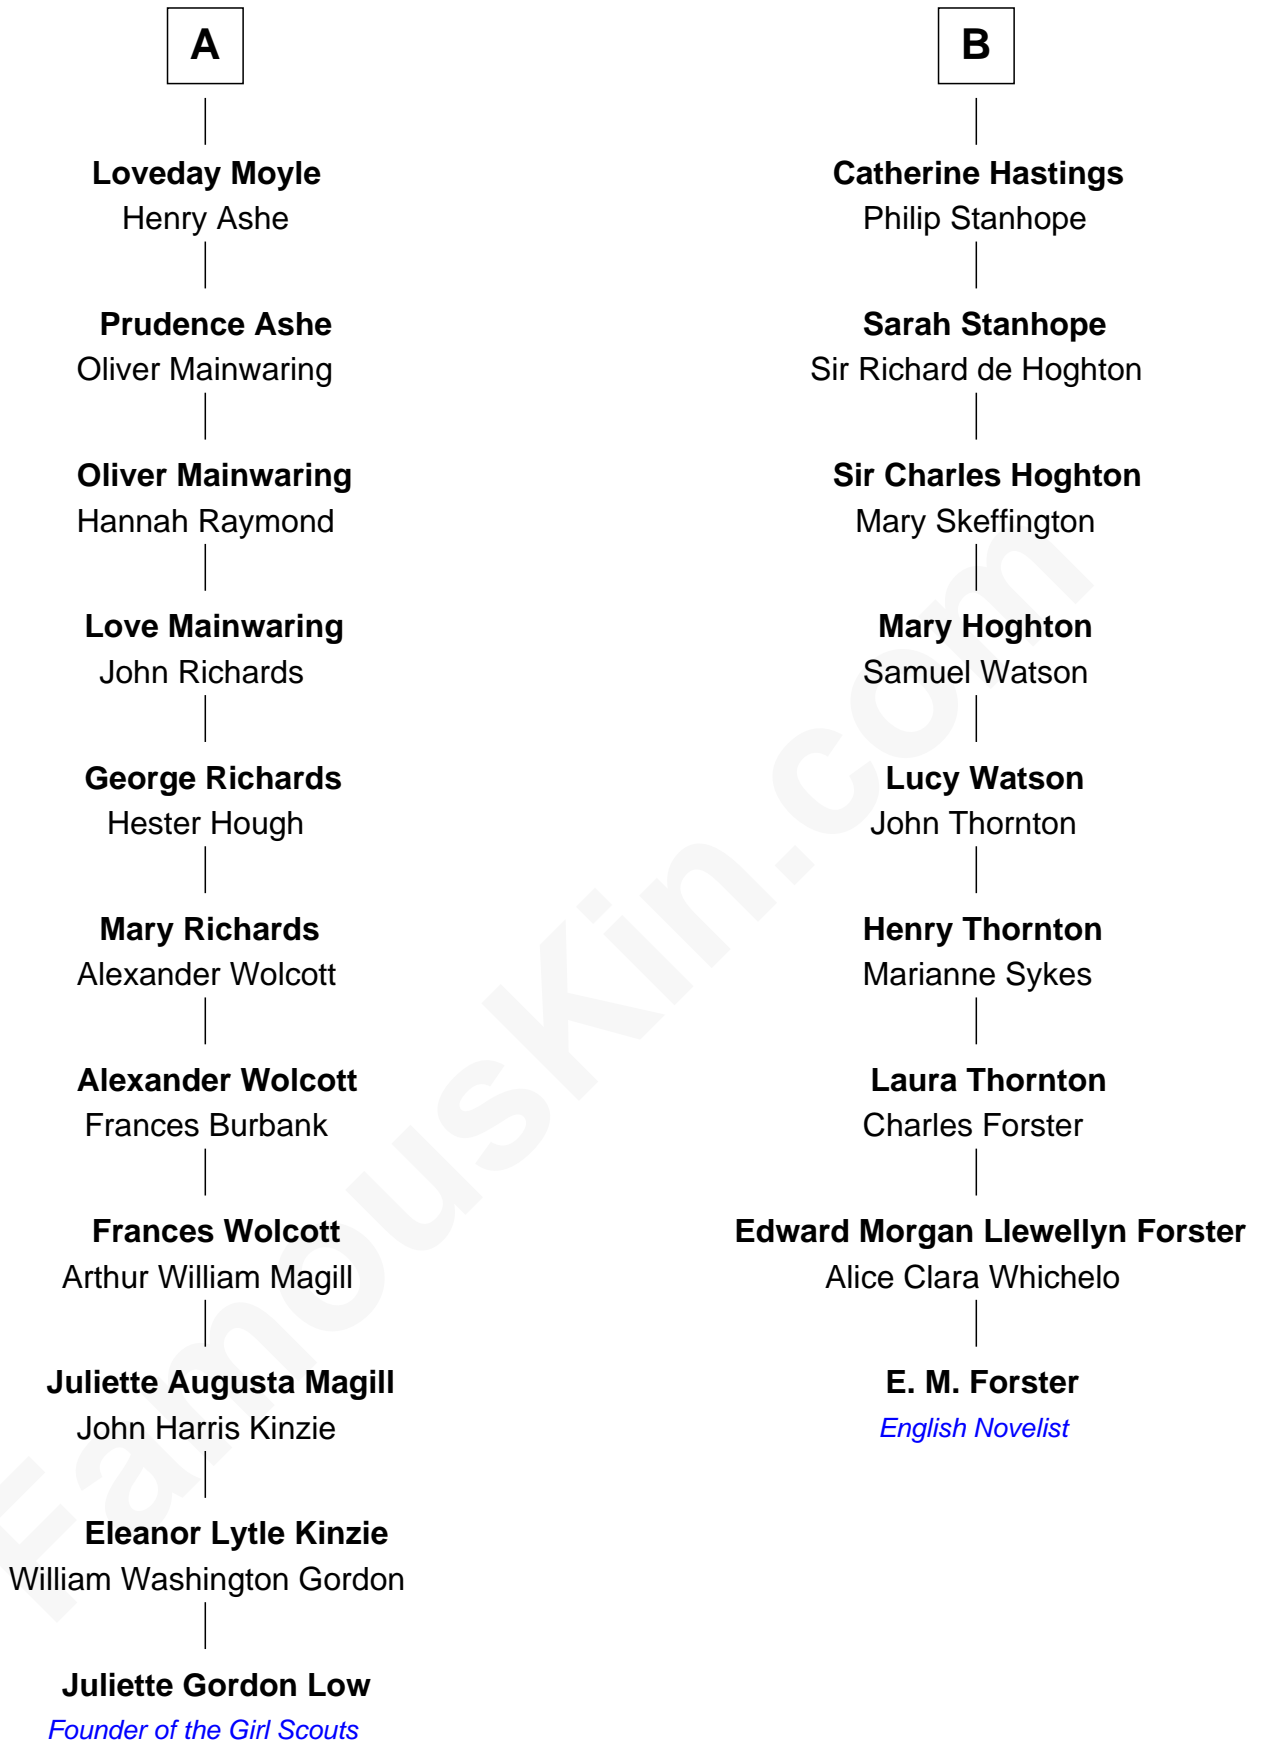 A
Loveday Moyle
Henry Ashe
Prudence Ashe
Oliver Mainwaring
Oliver Mainwaring
Hannah Raymond
Love Mainwaring
John Richards
George Richards
Hester Hough
Mary Richards
Alexander Wolcott
Alexander Wolcott
Frances Burbank
Frances Wolcott
Arthur William Magill
Juliette Augusta Magill
John Harris Kinzie
Eleanor Lytle Kinzie
William Washington Gordon
Juliette Gordon Low
Founder of the Girl Scouts
B
Catherine Hastings
Philip Stanhope
Sarah Stanhope
Sir Richard de Hoghton
Sir Charles Hoghton
Mary Skeffington
Mary Hoghton
Samuel Watson
Lucy Watson
John Thornton
Henry Thornton
Marianne Sykes
Laura Thornton
Charles Forster
Edward Morgan Llewellyn Forster
Alice Clara Whichelo
E. M. Forster
English Novelist
FamousKin.com